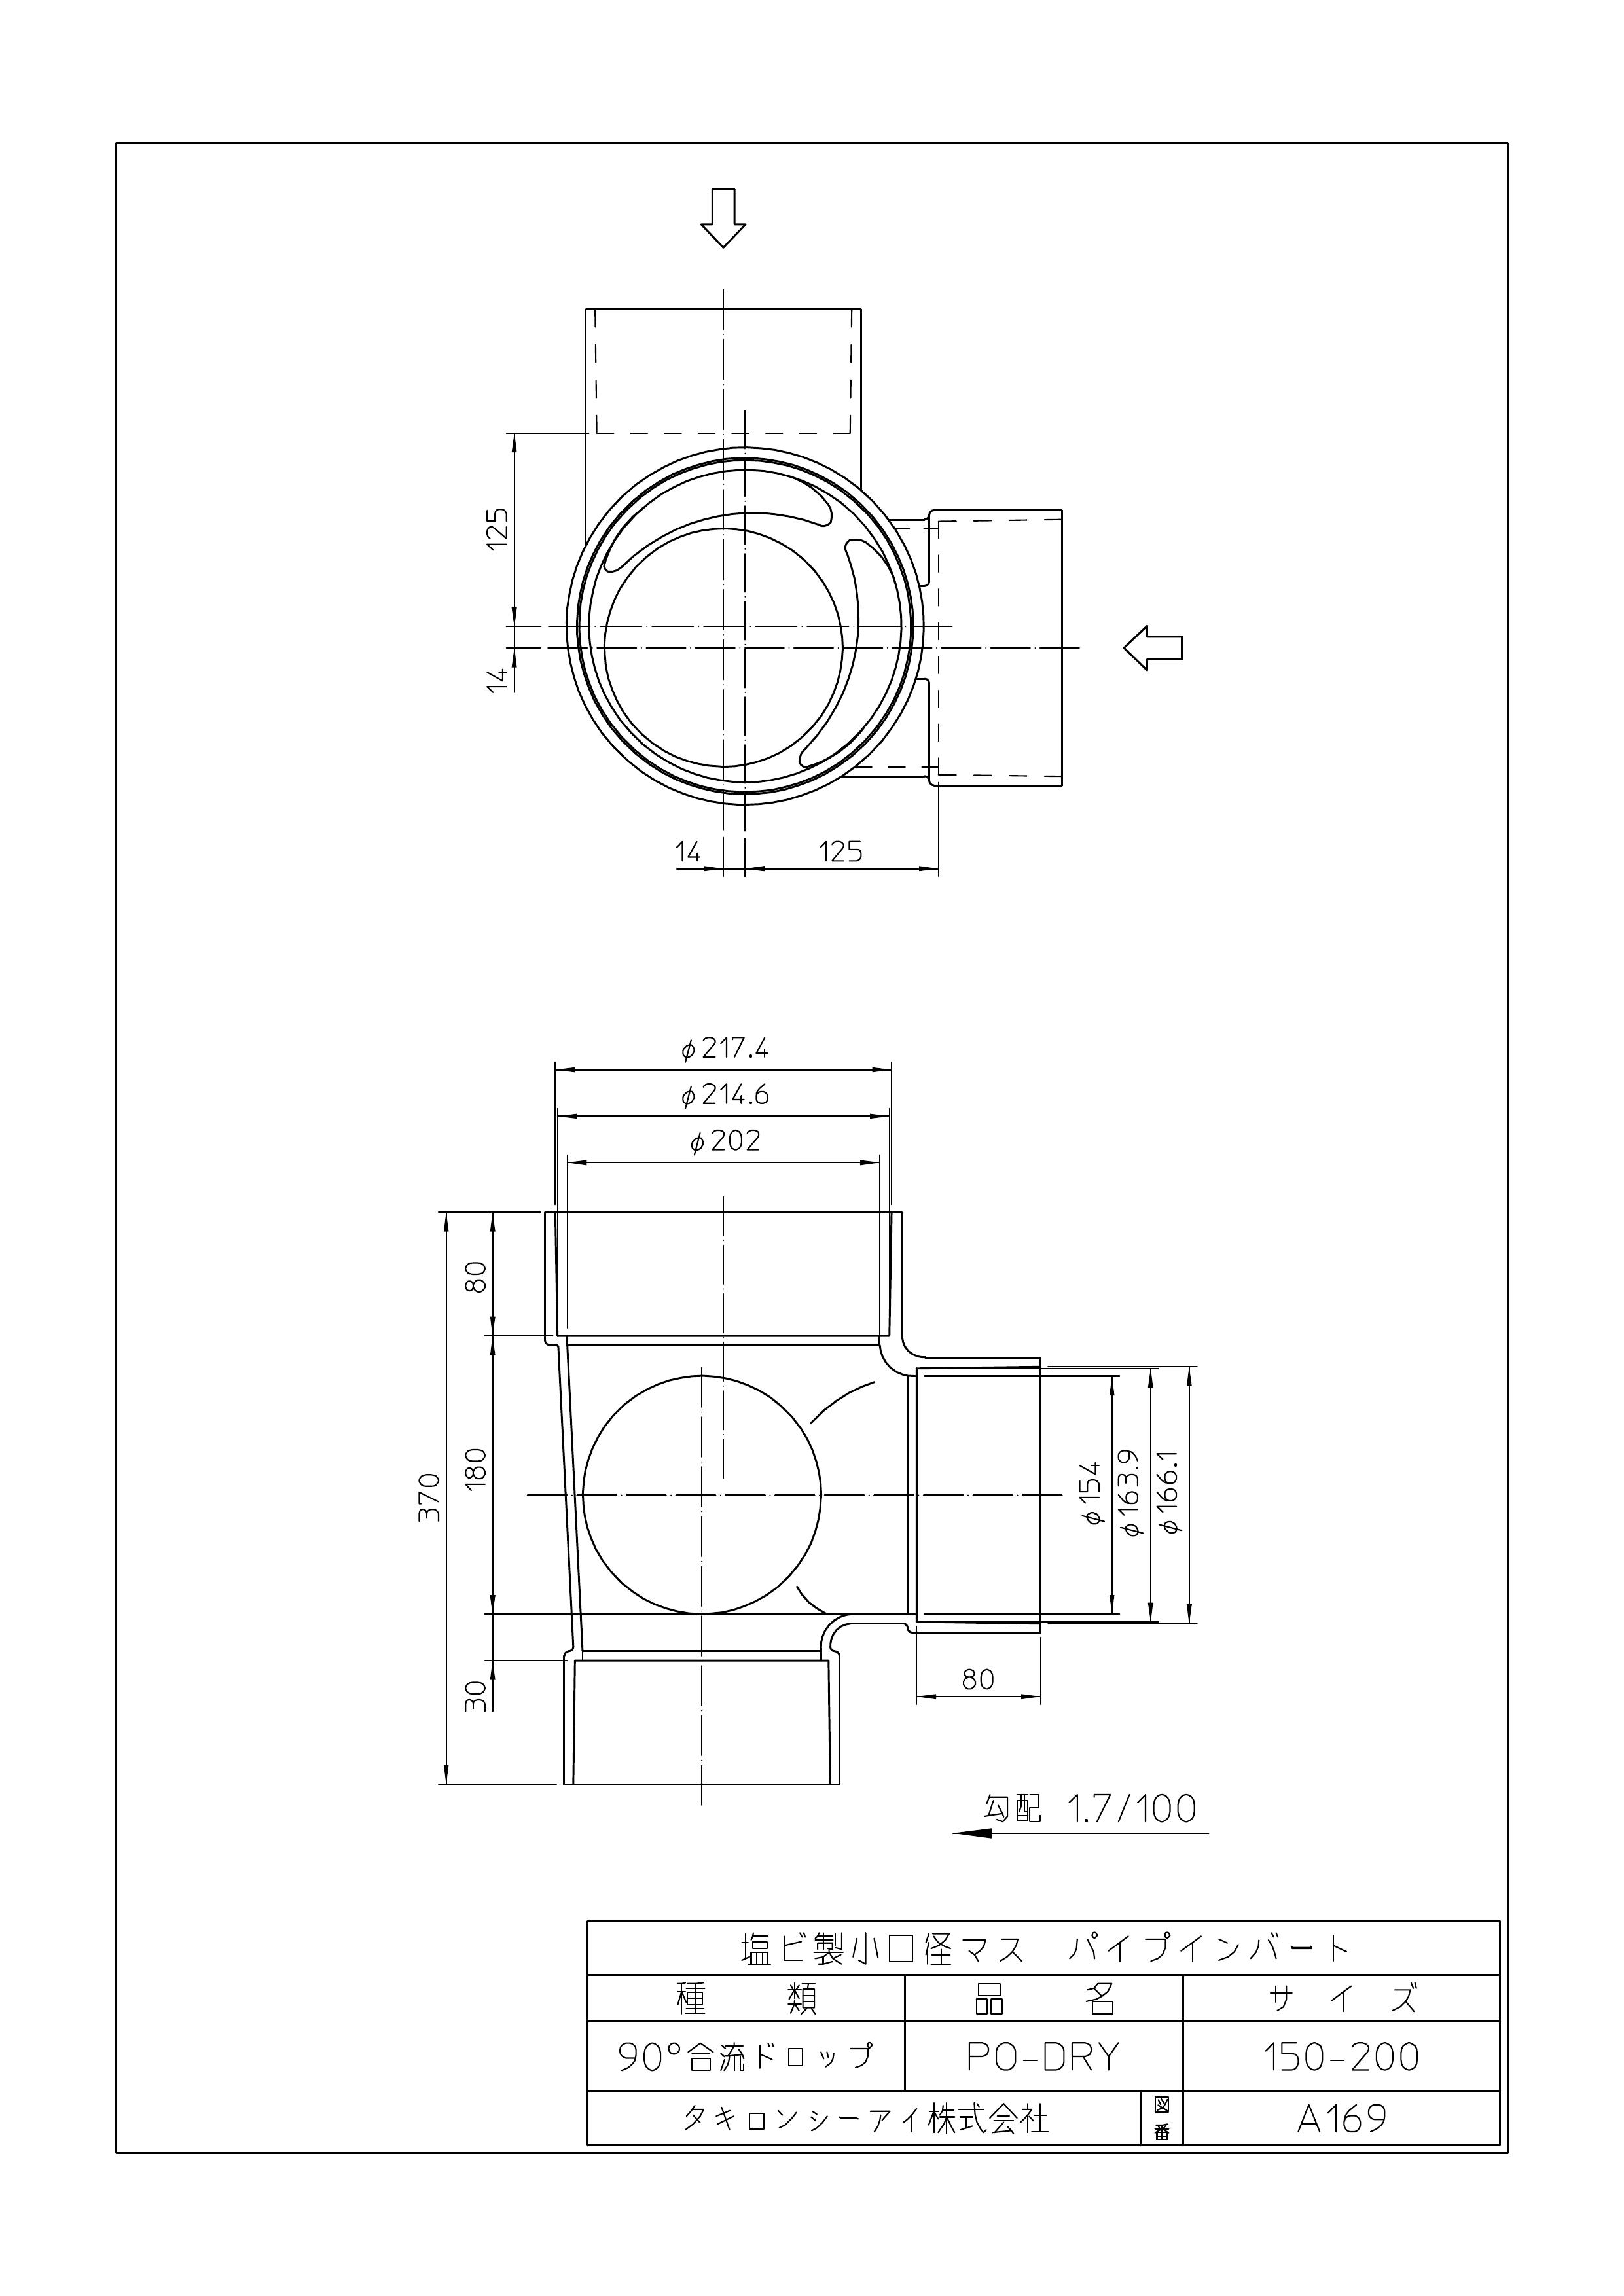 125
14
14
125
φ217.4
φ214.6
φ202
80
180
370
30
φ154
φ163.9
φ166.1
80
勾配 1.7/100
塩ビ製小口径マス パイプインバート
種類 品名 サイズ
90°合流ドロップ PO-DRY 150-200
タキロンシーアイ株式会社 図番 A169